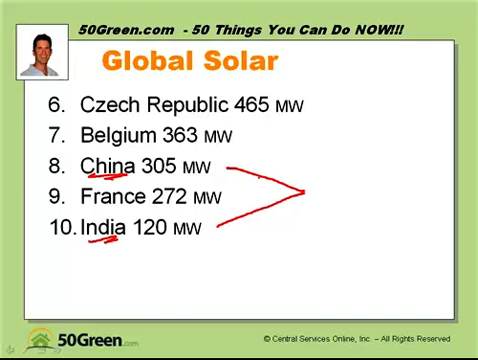 50Green.com - 50 Things You Can Do NOW!!!
Global Solar
6. Czech Republic 465 MW
7. Belgium 363 MW
8. China 305 MW
9. France 272 MW
10. India 120 MW
50Green.com
© Central Services Online, Inc. – All Rights Reserved